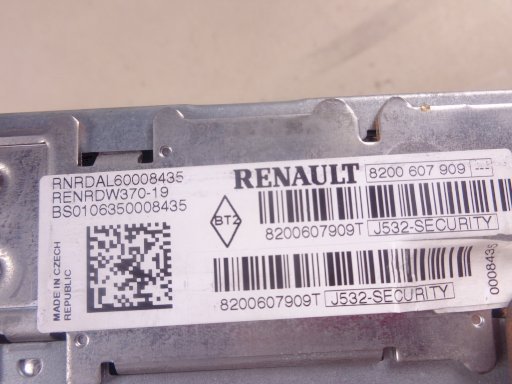 RNRDAL60008435
RENRDW370-19
BS0106350008435
RENAULT
8200 607 909
BT2
8200607909T J532-SECURITY
8200607909T J532-SECURITY
MADE IN CZECH
REPUBLIC
0008435